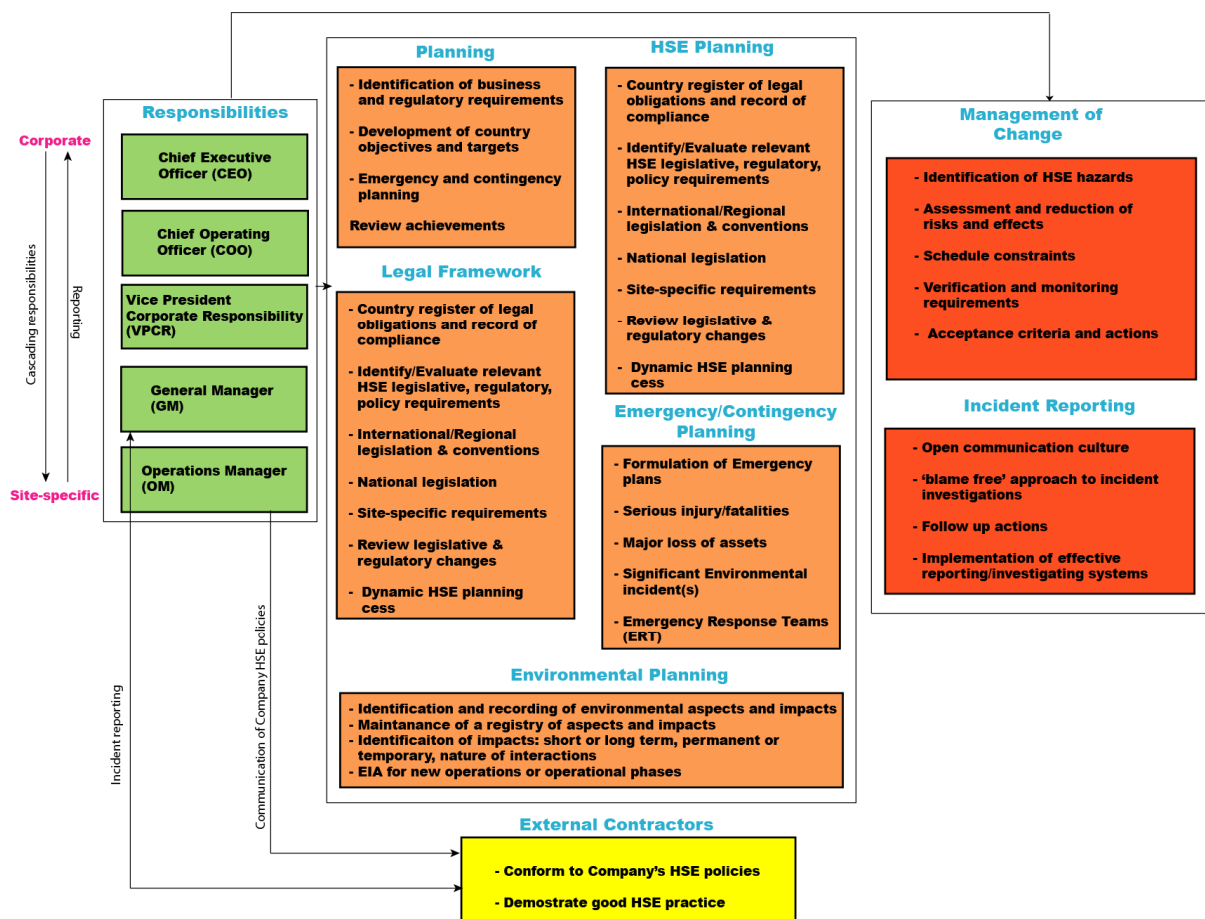 Corporate
Cascading responsibilities
Reporting
Site-specific
Responsibilities
Chief Executive
Officer (CEO)
Chief Operating
Officer (COO)
Vice President
Corporate Responsibility
(VPCR)
General Manager
(GM)
Operations Manager
(OM)
Incident reporting
Communication of Company HSE policies
Planning
- Identification of business
and regulatory requirements
- Development of country
objectives and targets
- Emergency and contingency
planning
Review achievements
Legal Framework
- Country register of legal
obligations and record of
compliance
- Identify/Evaluate relevant
HSE legislative, regulatory,
policy requirements
- International/Regional
legislation & conventions
- National legislation
- Site-specific requirements
- Review legislative &
regulatory changes
- Dynamic HSE planning
cess
HSE Planning
- Country register of legal
obligations and record of
compliance
- Identify/Evaluate relevant
HSE legislative, regulatory,
policy requirements
- International/Regional
legislation & conventions
- National legislation
- Site-specific requirements
- Review legislative &
regulatory changes
- Dynamic HSE planning
cess
Emergency/Contingency
Planning
- Formulation of Emergency
plans
- Serious injury/fatalities
- Major loss of assets
- Significant Environmental
incident(s)
- Emergency Response Teams
(ERT)
Environmental Planning
- Identification and recording of environmental aspects and impacts
- Maintanance of a registry of aspects and impacts
- Identificaiton of impacts: short or long term, permanent or
temporary, nature of interactions
- EIA for new operations or operational phases
Management of
Change
- Identification of HSE hazards
- Assessment and reduction of
risks and effects
- Schedule constraints
- Verification and monitoring
requirements
- Acceptance criteria and actions
Incident Reporting
- Open communication culture
- ‘blame free’ approach to incident
investigations
- Follow up actions
- Implementation of effective
reporting/investigating systems
External Contractors
- Conform to Company’s HSE policies
- Demostrate good HSE practice